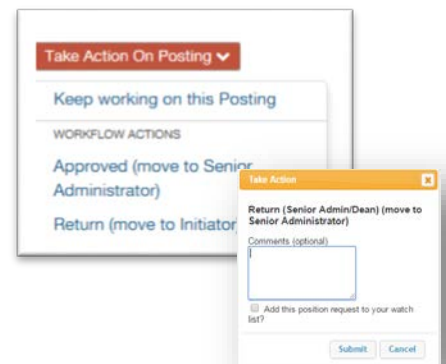 Take Action On Posting
Keep working on this Posting
WORKFLOW ACTIONS
Approved (move to Senior
Administrator)
Return (move to Initiator
Take Action
Return (Senior Admin/Dean) (move to
Senior Administrator)
Comments (optional)
Add this position request to your watch
list?
Submit Cancel